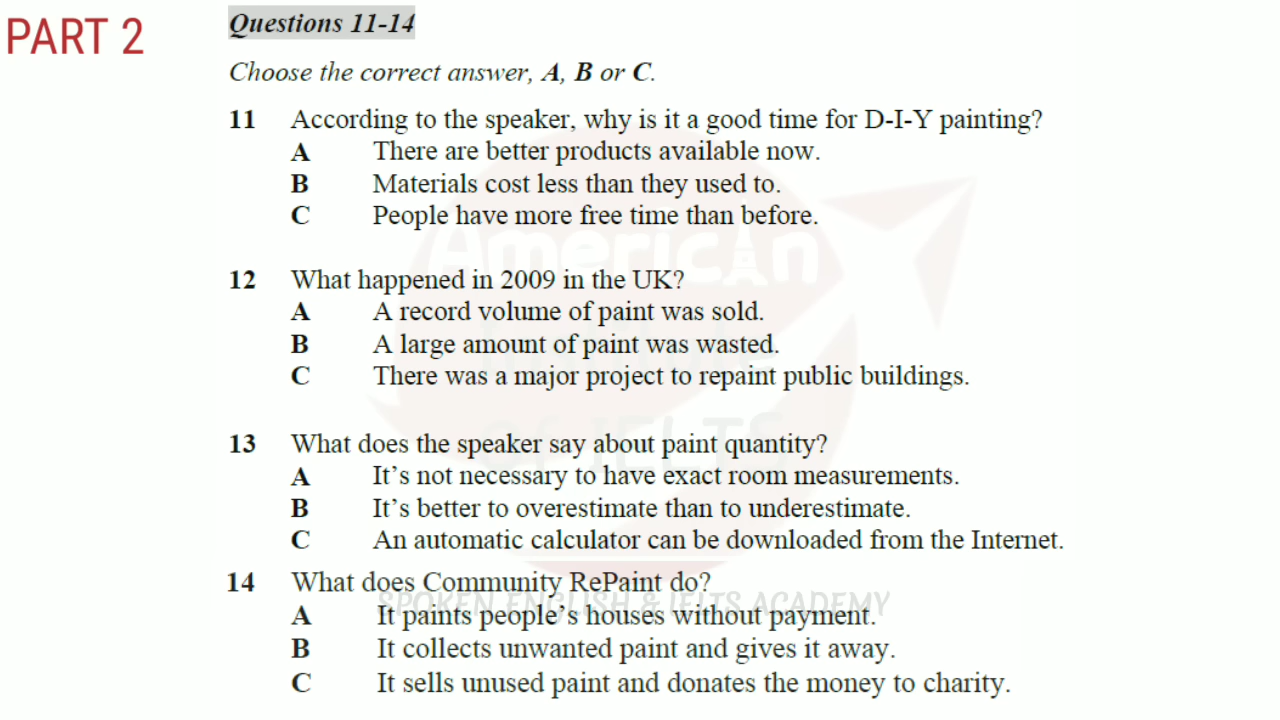 PART 2
Questions 11-14
Choose the correct answer, A, B or C.
11 According to the speaker, why is it a good time for D-I-Y painting?
A There are better products available now.
B Materials cost less than they used to.
C People have more free time than before.
American
12 What happened in 2009 in the UK?
A A record volume of paint was sold.
B A large amount of paint was wasted.
C There was a major project to repaint public buildings.
of IELTS
13 What does the speaker say about paint quantity?
A It’s not necessary to have exact room measurements.
B It’s better to overestimate than to underestimate.
C An automatic calculator can be downloaded from the Internet.
14 What does Community RePaint do?
SPOKEN ENGLISH & IELTS ACADEMY
A It paints people’s houses without payment.
B It collects unwanted paint and gives it away.
C It sells unused paint and donates the money to charity.